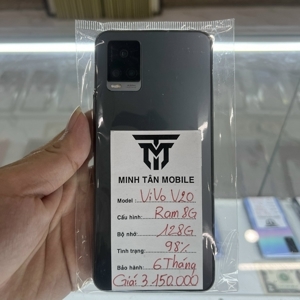 TM
MINH TÂN MOBILE
Model: ViVo V20
Cấu hình: Ram 8G
Bộ nhớ: 128G
Tình trạng: 98%
Bảo hành: 6 Tháng
Giá 3.150.000